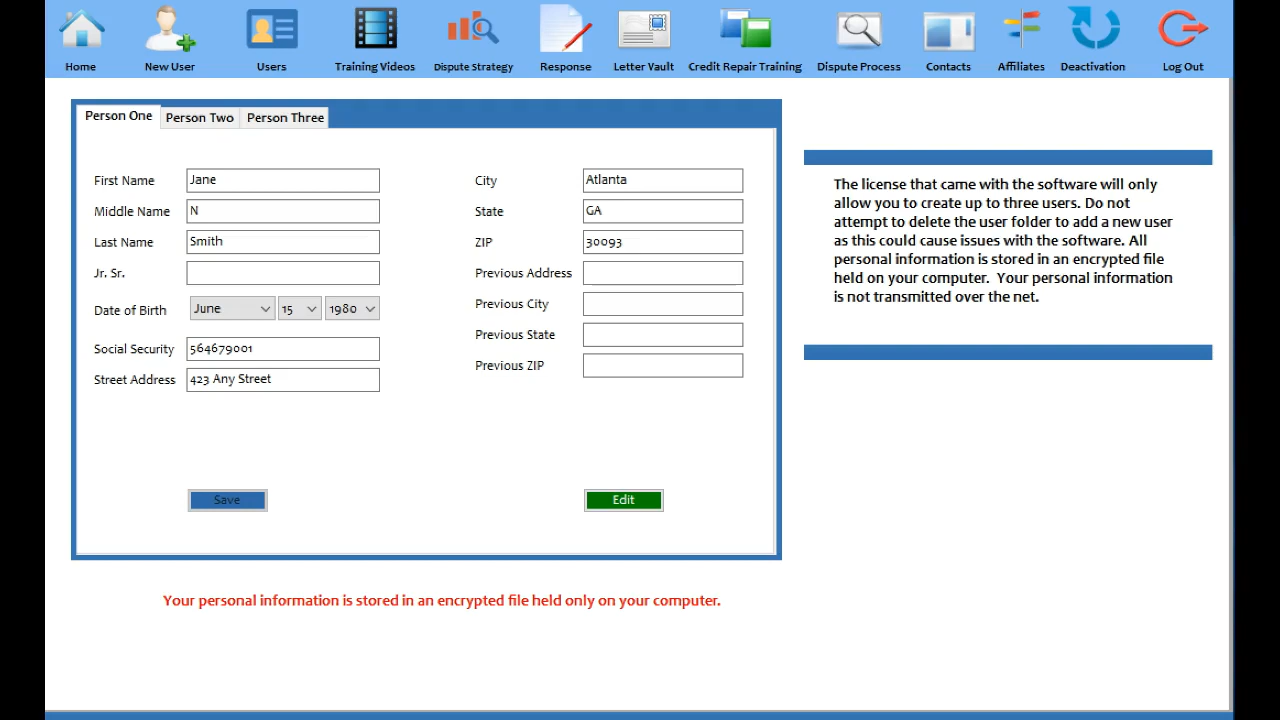 Home New User Users Training Videos Dispute Strategy Response Letter Vault Credit Repair Training Dispute Process Contacts Affiliates Deactivation Log Out
Person One Person Two Person Three
First Name Jane
Middle Name N
Last Name Smith
Jr. Sr.
Date of Birth June 15 1980
Social Security 564679001
Street Address 423 Any Street
City Atlanta
State GA
ZIP 30093
Previous Address
Previous City
Previous State
Previous ZIP
Save Edit
Your personal information is stored in an encrypted file held only on your computer.
The license that came with the software will only
allow you to create up to three users. Do not
attempt to delete the user folder to add a new user
as this could cause issues with the software. All
personal information is stored in an encrypted file
held on your computer. Your personal information
is not transmitted over the net.